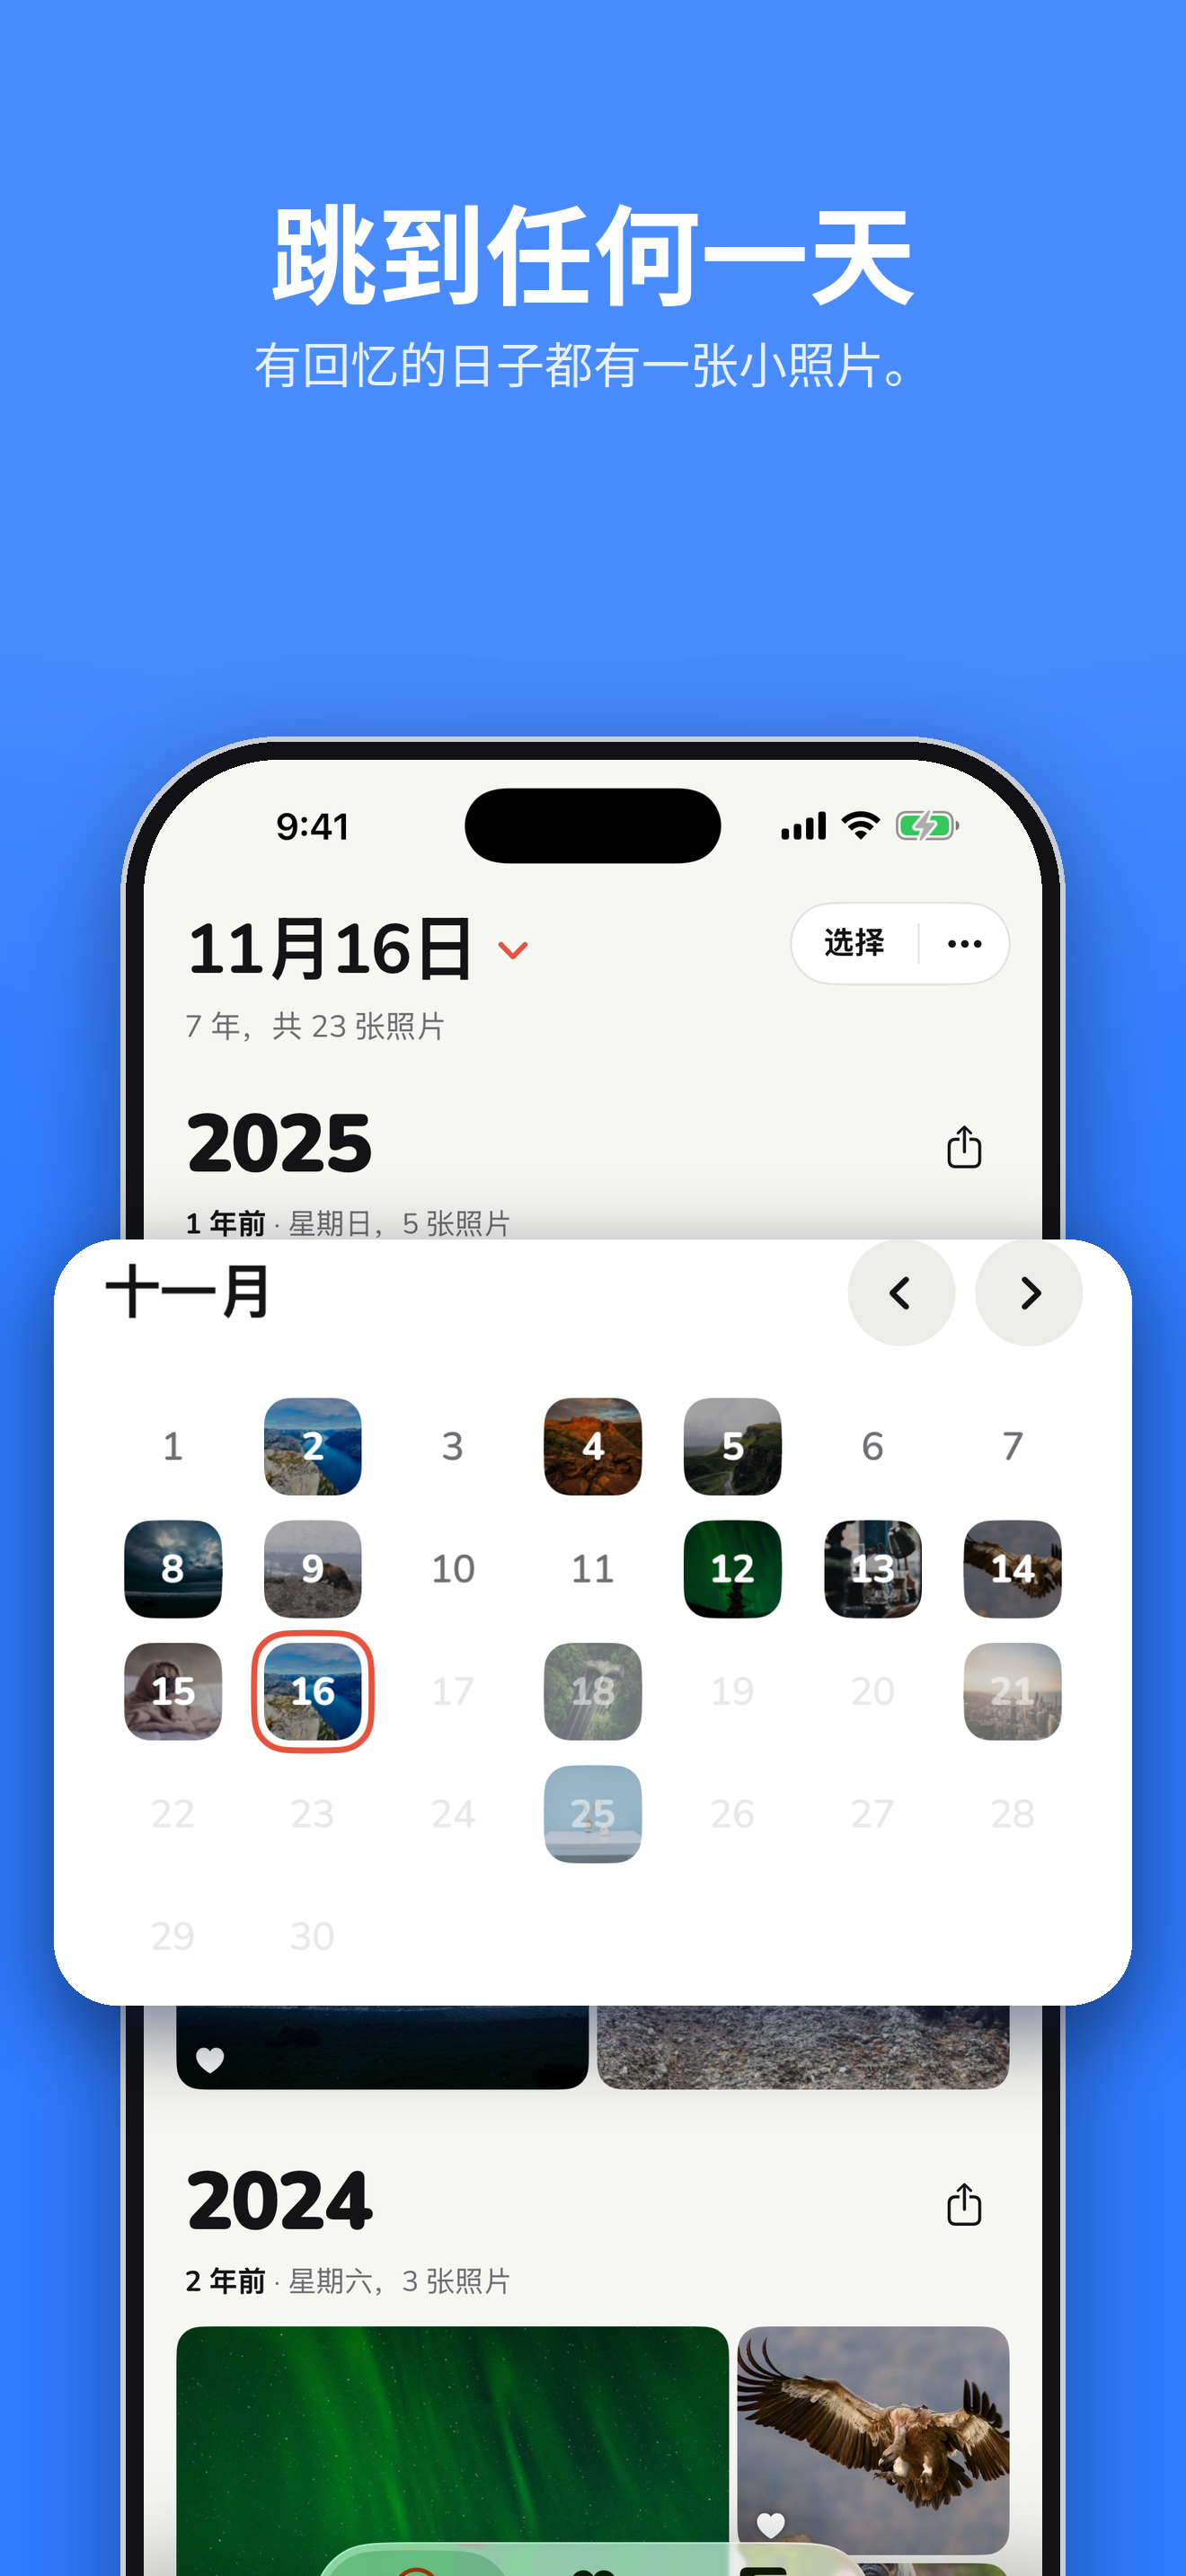 跳到任何一天
有回忆的日子都有一张小照片。
9:41
11月16日
选择
7 年，共 23 张照片
2025
1 年前 · 星期日，5 张照片
十一月
1 2 3 4 5 6 7
8 9 10 11 12 13 14
15 16 17 18 19 20 21
22 23 24 25 26 27 28
29 30
2024
2 年前 · 星期六，3 张照片